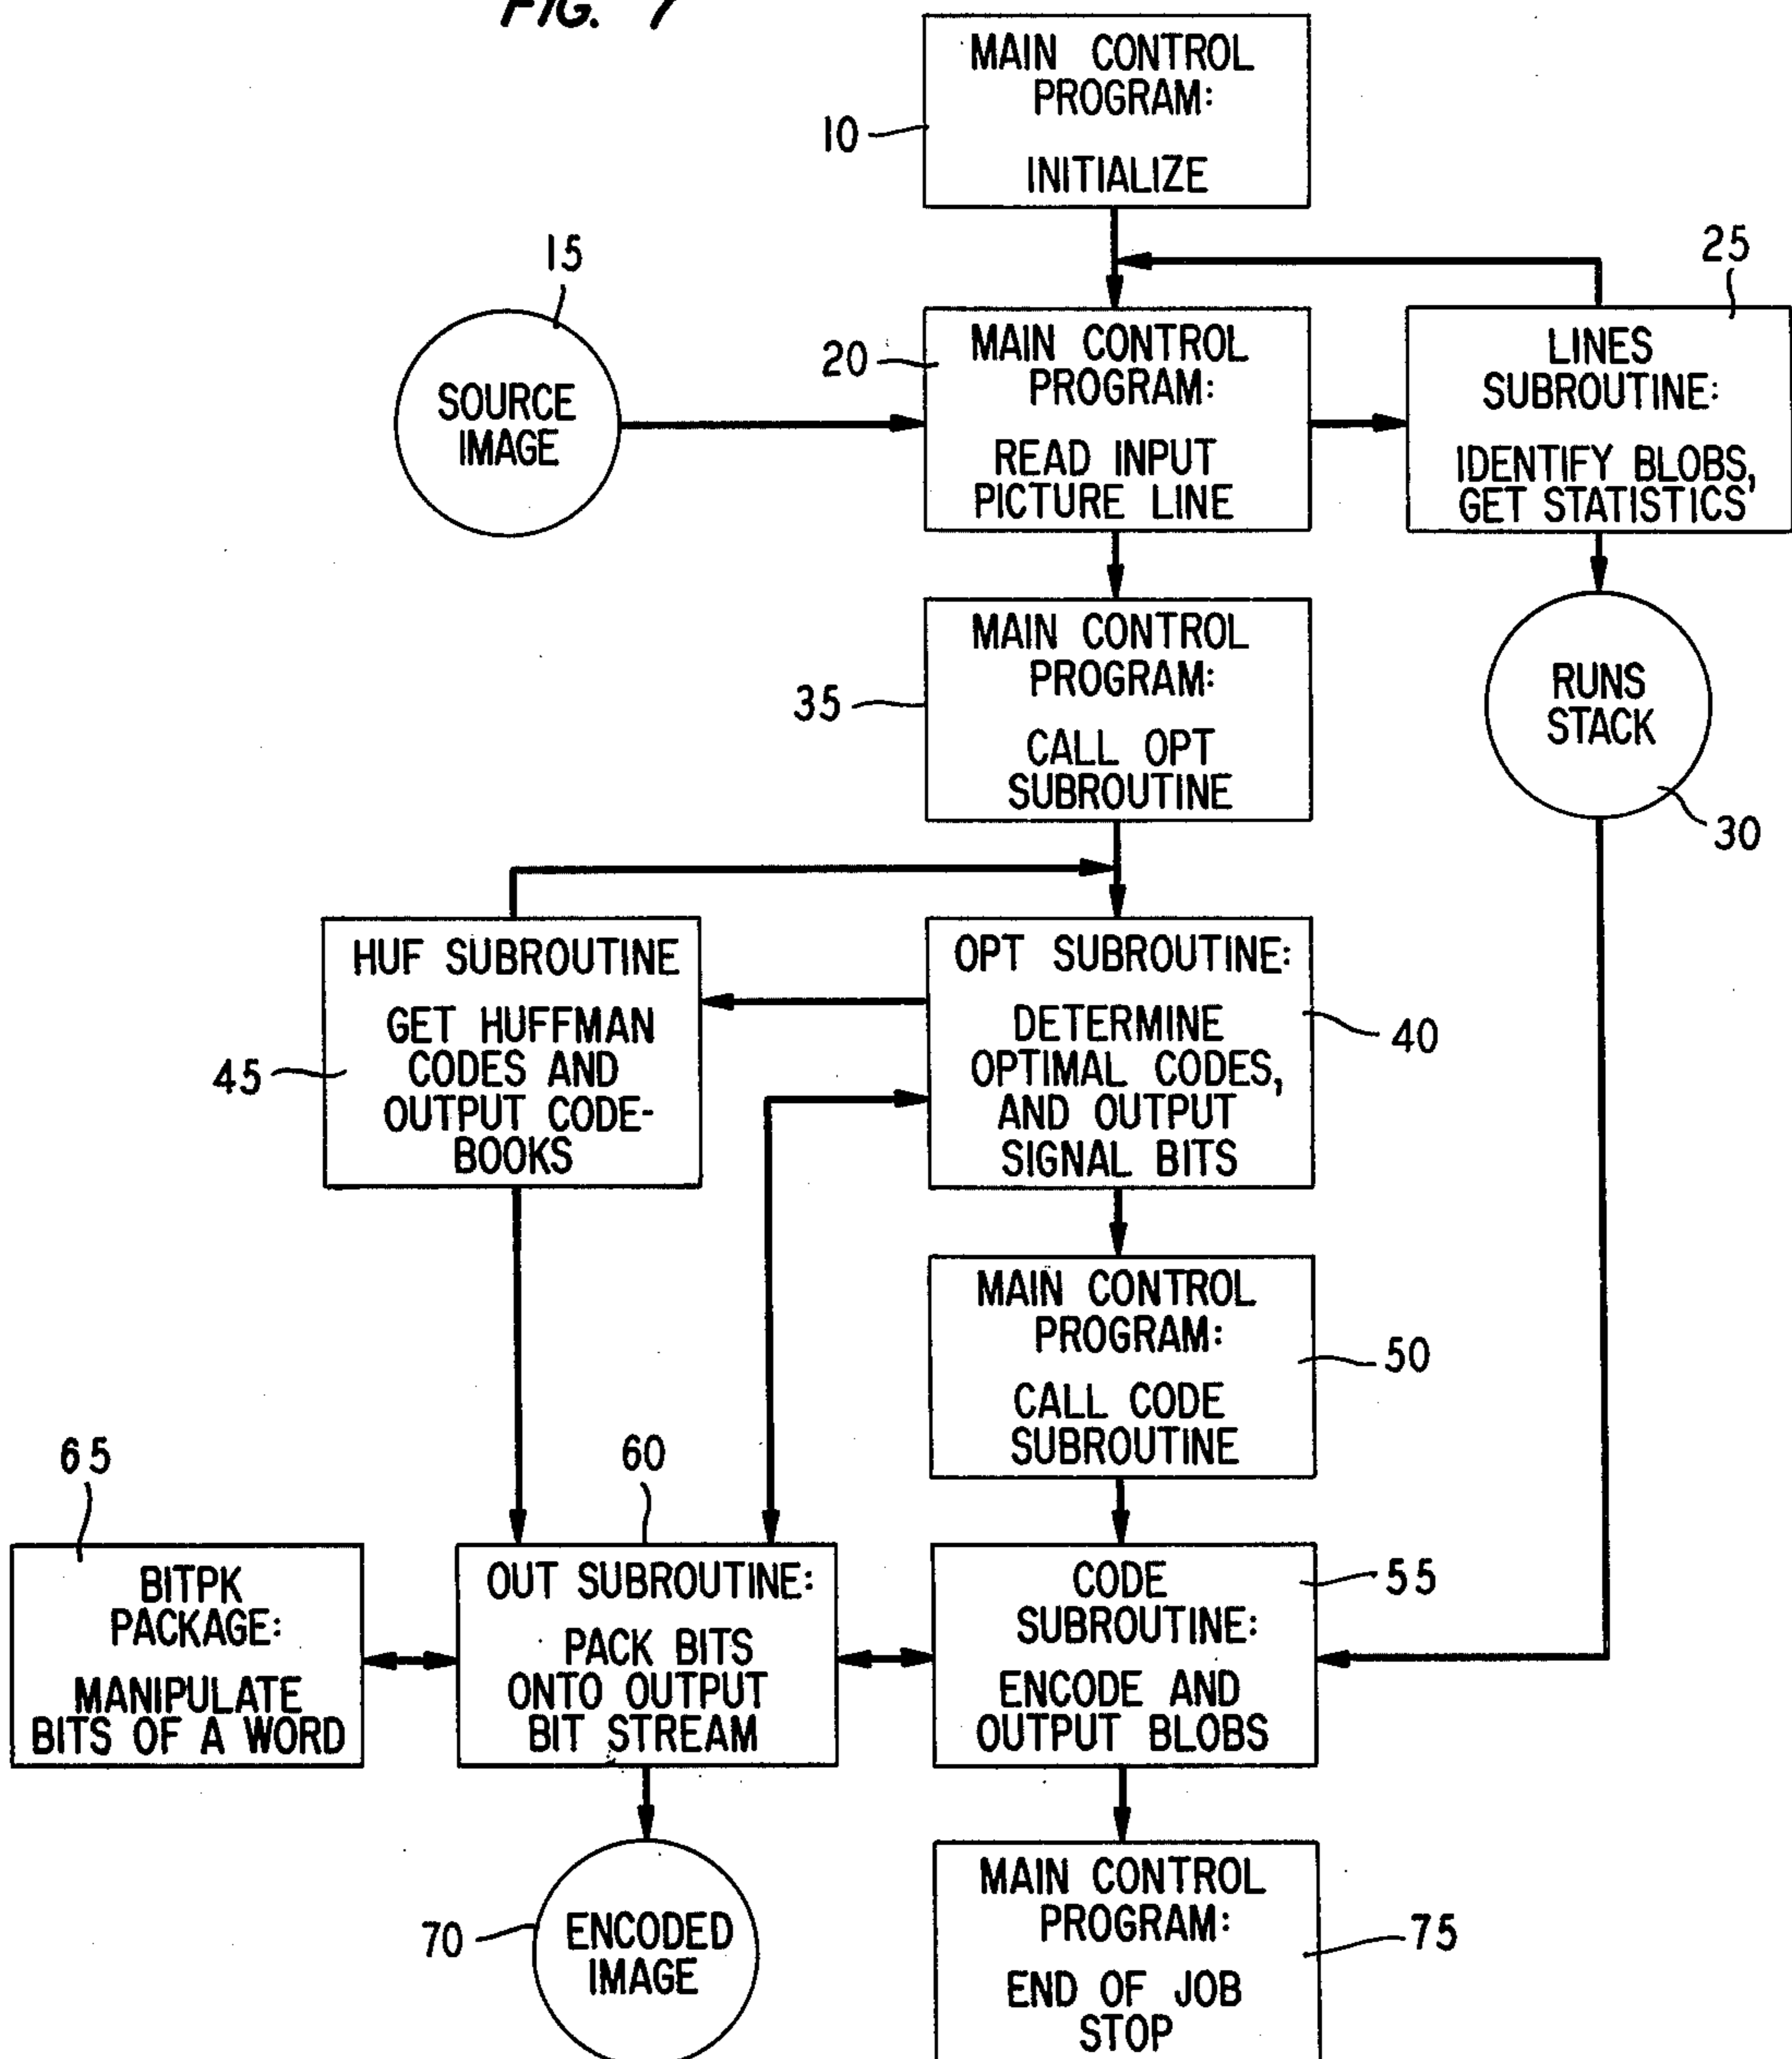 FIG. 7
MAIN CONTROL
PROGRAM:
INITIALIZE
10
15
SOURCE
IMAGE
20
MAIN CONTROL
PROGRAM:
READ INPUT
PICTURE LINE
25
LINES
SUBROUTINE:
IDENTIFY BLOBS,
GET STATISTICS
35
MAIN CONTROL
PROGRAM:
CALL OPT
SUBROUTINE
RUNS
STACK
30
HUF SUBROUTINE
GET HUFFMAN
CODES AND
OUTPUT CODE-
BOOKS
45
OPT SUBROUTINE:
DETERMINE
OPTIMAL CODES,
AND OUTPUT
SIGNAL BITS
40
MAIN CONTROL
PROGRAM:
CALL CODE
SUBROUTINE
50
65
BITPK
PACKAGE:
MANIPULATE
BITS OF A WORD
60
OUT SUBROUTINE:
PACK BITS
ONTO OUTPUT
BIT STREAM
CODE
SUBROUTINE:
ENCODE AND
OUTPUT BLOBS
55
70
ENCODED
IMAGE
MAIN CONTROL
PROGRAM:
END OF JOB
STOP
75